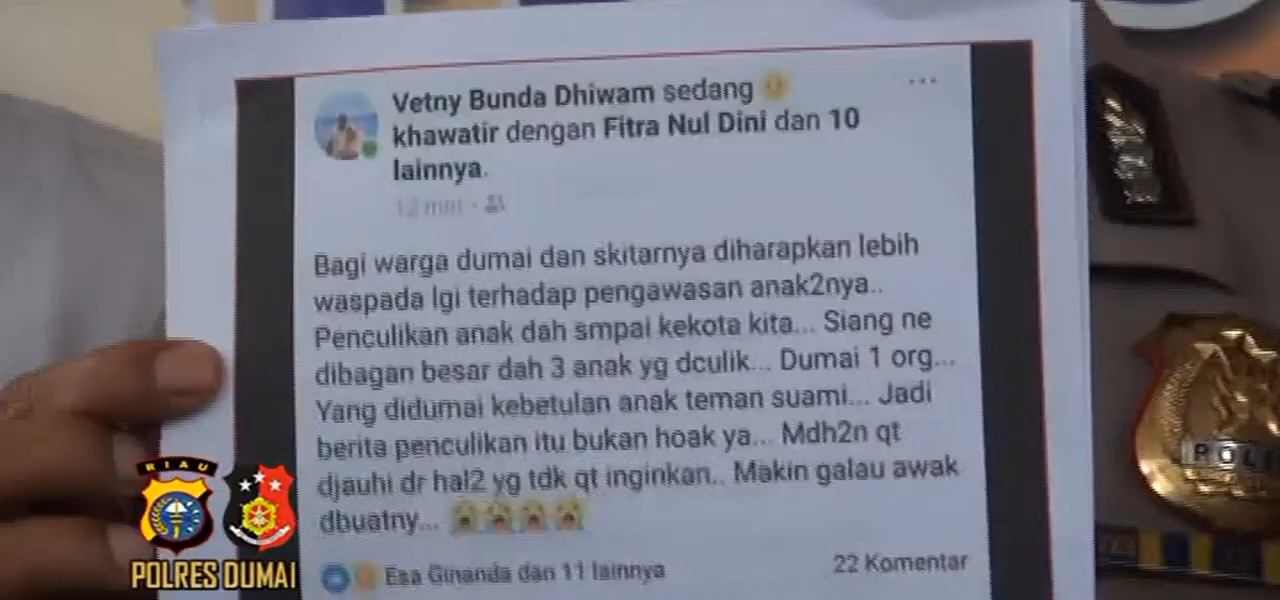 Vetny Bunda Dhiwam sedang
khawatir dengan Fitra Nul Dini dan 10
lainnya.
12 mnt
Bagi warga dumai dan skitarnya diharapkan lebih
waspada lgi terhadap pengawasan anak2nya..
Penculikan anak dah smpai kekota kita... Siang ne
dibagan besar dah 3 anak yg dculik... Dumai 1 org...
Yang didumai kebetulan anak teman suami... Jadi
berita penculikan itu bukan hoak ya... Mdh2n qt
djauhi dr hal2 yg tdk qt inginkan.. Makin galau awak
dbuatny...
Esa Ginanda dan 11 lainnya
22 Komentar
RIAU
POLRES DUMAI